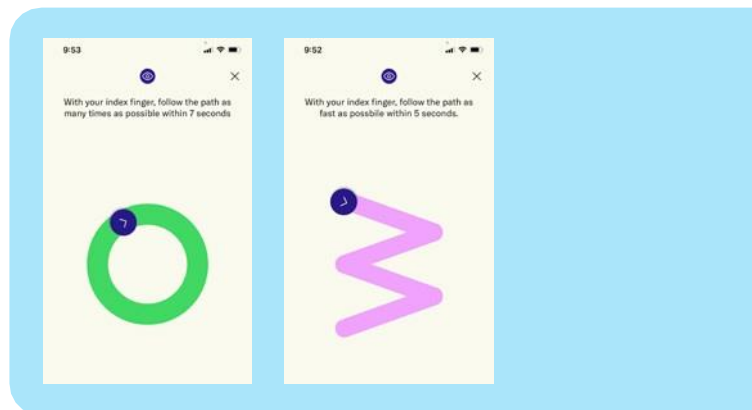 9:53
With your index finger, follow the path as
many times as possible within 7 seconds
9:52
With your index finger, follow the path as
fast as possbile within 5 seconds.